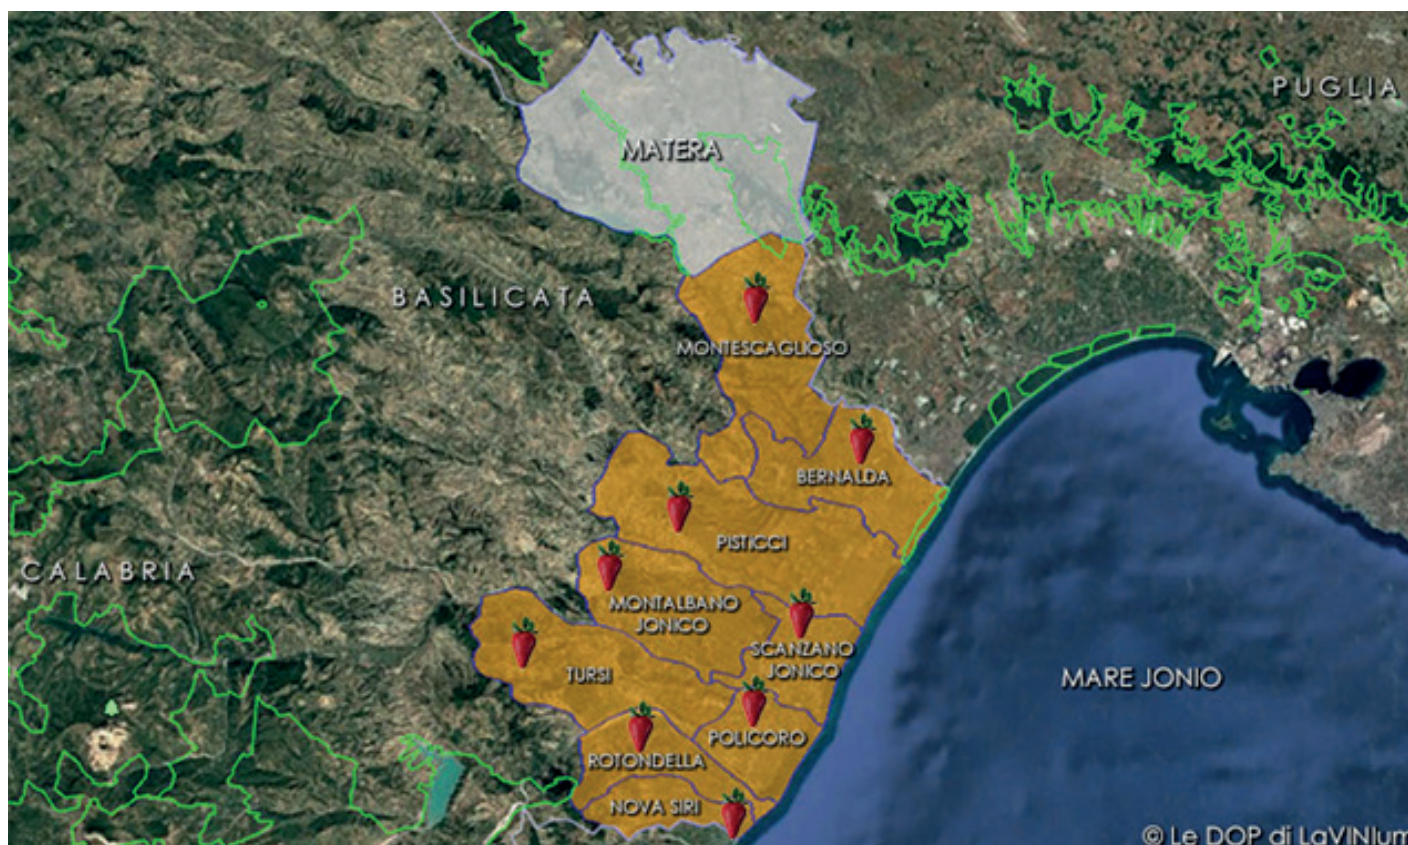 PUGLIA
MATERA
BASILICATA
MONTESCAGLIOSO
BERNALDA
PISTICCI
CALABRIA
MONTALBANO
JONICO
SCANZANO
JONICO
TURSI
MARE JONIO
POLICORO
ROTONDELLA
NOVA SIRI
© Le DOP di LaVINIum